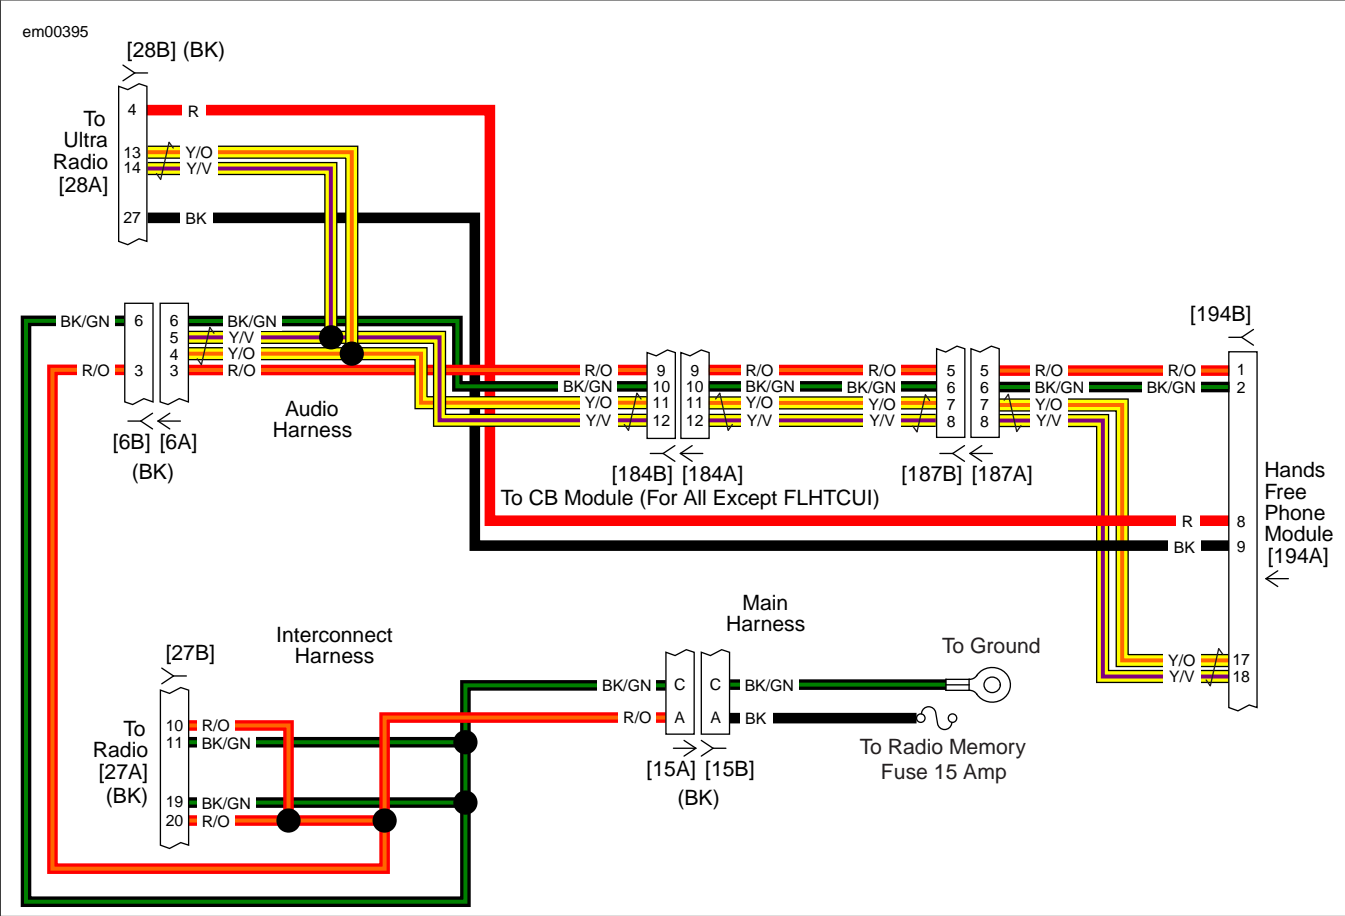 em00395
[28B] (BK)
To
Ultra
Radio
[28A]
4
R
13
Y/O
14
Y/V
27
BK
BK/GN
6
6
BK/GN
5
Y/V
4
Y/O
R/O
3
3
R/O
[6B] [6A]
(BK)
Audio
Harness
R/O
9
9
R/O
R/O
5
5
R/O
R/O
1
BK/GN
10
10
BK/GN
BK/GN
6
6
BK/GN
BK/GN
2
Y/O
11
11
Y/O
Y/O
7
7
Y/O
Y/V
12
12
Y/V
Y/V
8
8
Y/V
[184B] [184A]
[187B] [187A]
To CB Module (For All Except FLHTCUI)
[194B]
R
8
BK
9
Y/O
17
Y/V
18
Hands
Free
Phone
Module
[194A]
Interconnect
Harness
Main
Harness
[27B]
To
Radio
[27A]
(BK)
10
R/O
11
BK/GN
19
BK/GN
20
R/O
BK/GN
C
C
BK/GN
R/O
A
A
BK
[15A] [15B]
(BK)
To Ground
To Radio Memory
Fuse 15 Amp